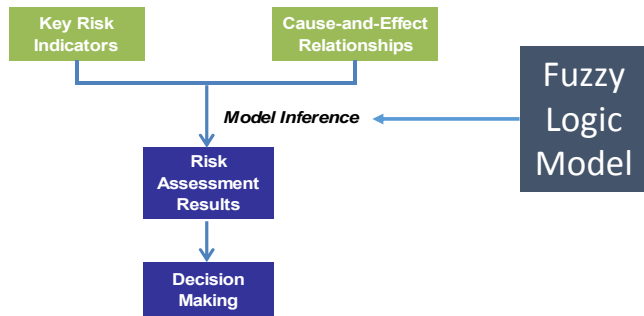 Key Risk
Indicators
Cause-and-Effect
Relationships
Fuzzy
Logic
Model
Model Inference
Risk
Assessment
Results
Decision
Making